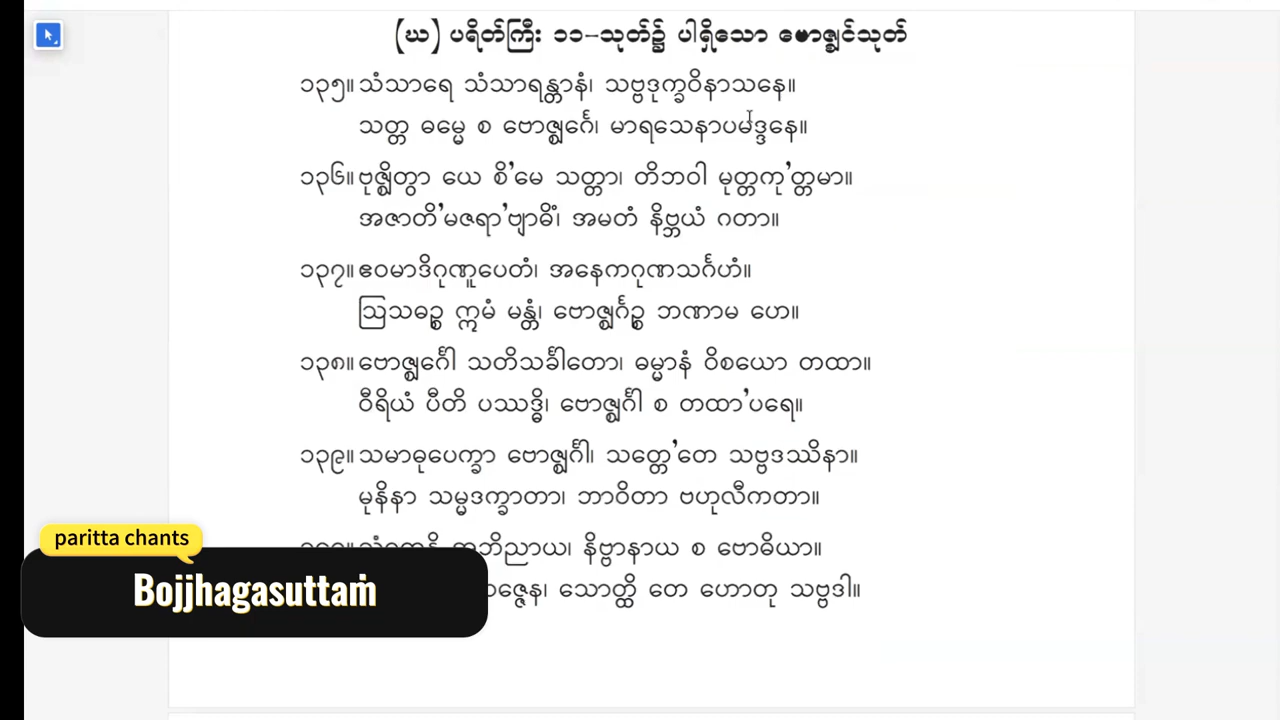 (ဃ) ပရိတ်ကြီး ၁၁-သုတ်၌ ပါရှိသော ဗောဇ္ဈင်သုတ်
၁၃၅။ သံသာရေ သံသာရန္တာနံ၊ သဗ္ဗဒုက္ခဝိနာသနေ။
သတ္တ ဓမ္မေ စ ဗောဇ္ဈင်္ဂေ၊ မာရသေနာပမဒ္ဒနေ။
၁၃၆။ ဗုဇ္ဈိတွာ ယေ စိ’မေ သတ္တာ၊ တိဘဝါ မုတ္တကု’တ္တမာ။
အဇာတိ’မဇရာ’ဗျာဓိံ၊ အမတံ နိဗ္ဘယံ ဂတာ။
၁၃၇။ ဧဝမာဒိဂုဏူပေတံ၊ အနေကဂုဏသင်္ဂဟံ။
ဩသဓဉ္စ ဣမံ မန္တံ၊ ဗောဇ္ဈင်္ဂဉ္စ ဘဏာမ ဟေ။
၁၃၈။ ဗောဇ္ဈင်္ဂေါ သတိသင်္ခါတော၊ ဓမ္မာနံ ဝိစယော တထာ။
ဝီရိယံ ပီတိ ပဿဒ္ဓိ၊ ဗောဇ္ဈင်္ဂါ စ တထာ’ပရေ။
၁၃၉။ သမာဓုပေက္ခာ ဗောဇ္ဈင်္ဂါ၊ သတ္တေ’တေ သဗ္ဗဒဿိနာ။
မုနိနာ သမ္မဒက္ခာတာ၊ ဘာဝိတာ ဗဟုလီကတာ။
နိဗ္ဗာနာယ စ ဗောဓိယာ။
သောတ္ထိ တေ ဟောတု သဗ္ဗဒါ။
paritta chants
Bojjhagasuttaṁ